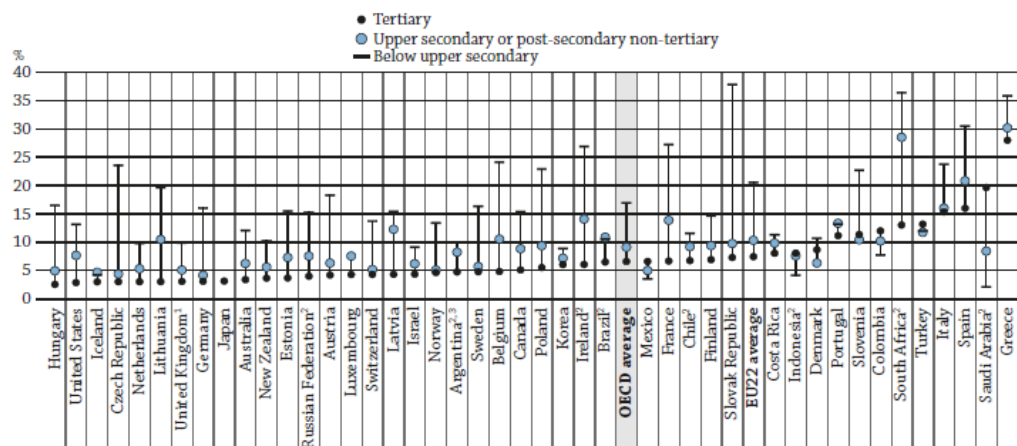 Tertiary
Upper secondary or post-secondary non-tertiary
Below upper secondary
%
40
35
30
25
20
15
10
5
0
Hungary
United States
Iceland
Czech Republic
Netherlands
Lithuania
United Kingdom¹
Germany
Japan
Australia
New Zealand
Estonia
Russian Federation²
Austria
Luxembourg
Switzerland
Latvia
Israel
Norway
Argentina²,³
Sweden
Belgium
Canada
Poland
Korea
Ireland²
Brazil²
OECD average
Mexico
France
Chile²
Finland
Slovak Republic
EU22 average
Costa Rica
Indonesia²
Denmark
Portugal
Slovenia
Colombia
South Africa²
Turkey
Italy
Spain
Saudi Arabia²
Greece